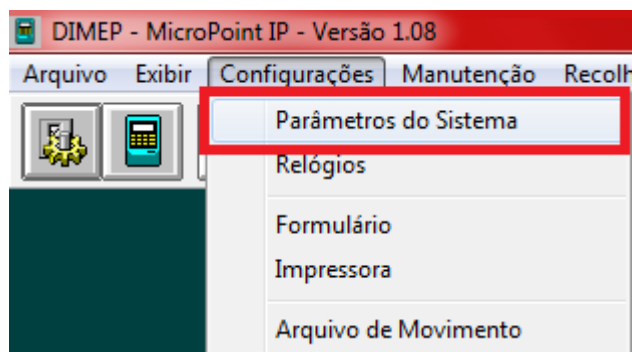 DIMEP - MicroPoint IP - Versão 1.08
Arquivo Exibir Configurações Manutenção Recolh
Parâmetros do Sistema
Relógios
Formulário
Impressora
Arquivo de Movimento